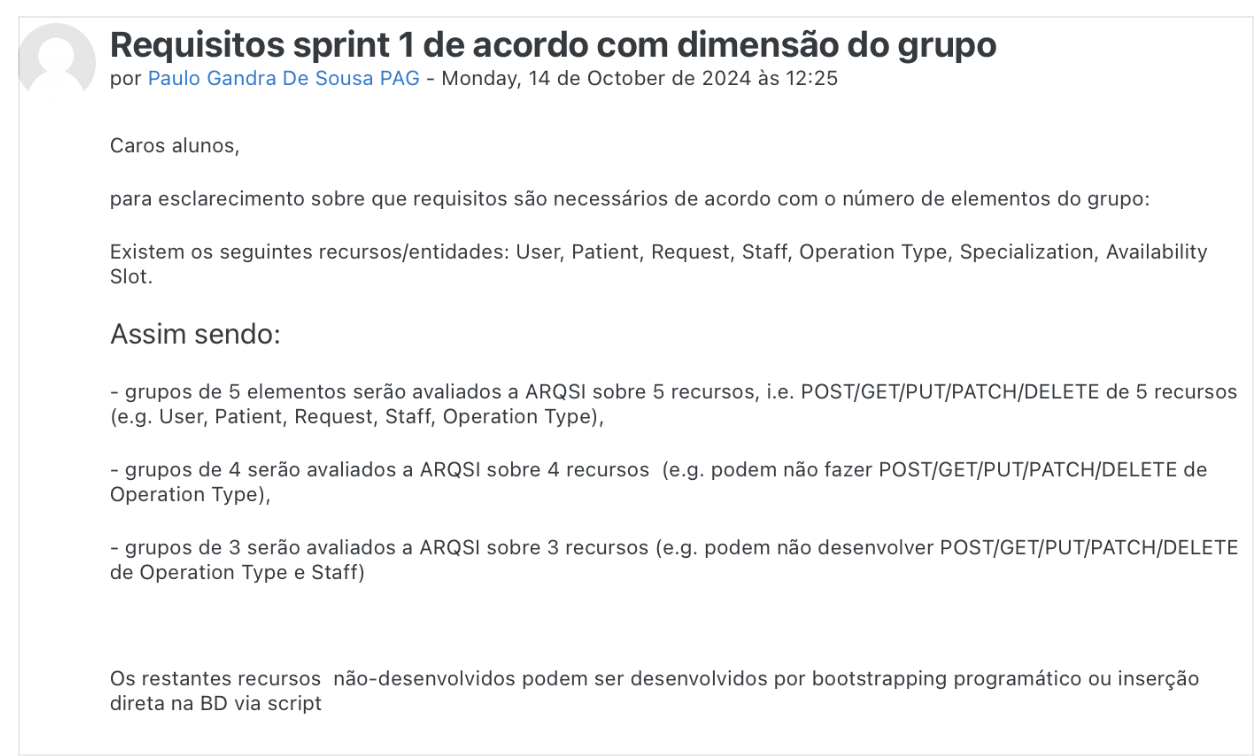 Requisitos sprint 1 de acordo com dimensão do grupo
por Paulo Gandra De Sousa PAG - Monday, 14 de October de 2024 às 12:25
Caros alunos,
para esclarecimento sobre que requisitos são necessários de acordo com o número de elementos do grupo:
Existem os seguintes recursos/entidades: User, Patient, Request, Staff, Operation Type, Specialization, Availability
Slot.
Assim sendo:
- grupos de 5 elementos serão avaliados a ARQSI sobre 5 recursos, i.e. POST/GET/PUT/PATCH/DELETE de 5 recursos
(e.g. User, Patient, Request, Staff, Operation Type),
- grupos de 4 serão avaliados a ARQSI sobre 4 recursos  (e.g. podem não fazer POST/GET/PUT/PATCH/DELETE de
Operation Type),
- grupos de 3 serão avaliados a ARQSI sobre 3 recursos (e.g. podem não desenvolver POST/GET/PUT/PATCH/DELETE
de Operation Type e Staff)
Os restantes recursos  não-desenvolvidos podem ser desenvolvidos por bootstrapping programático ou inserção
direta na BD via script